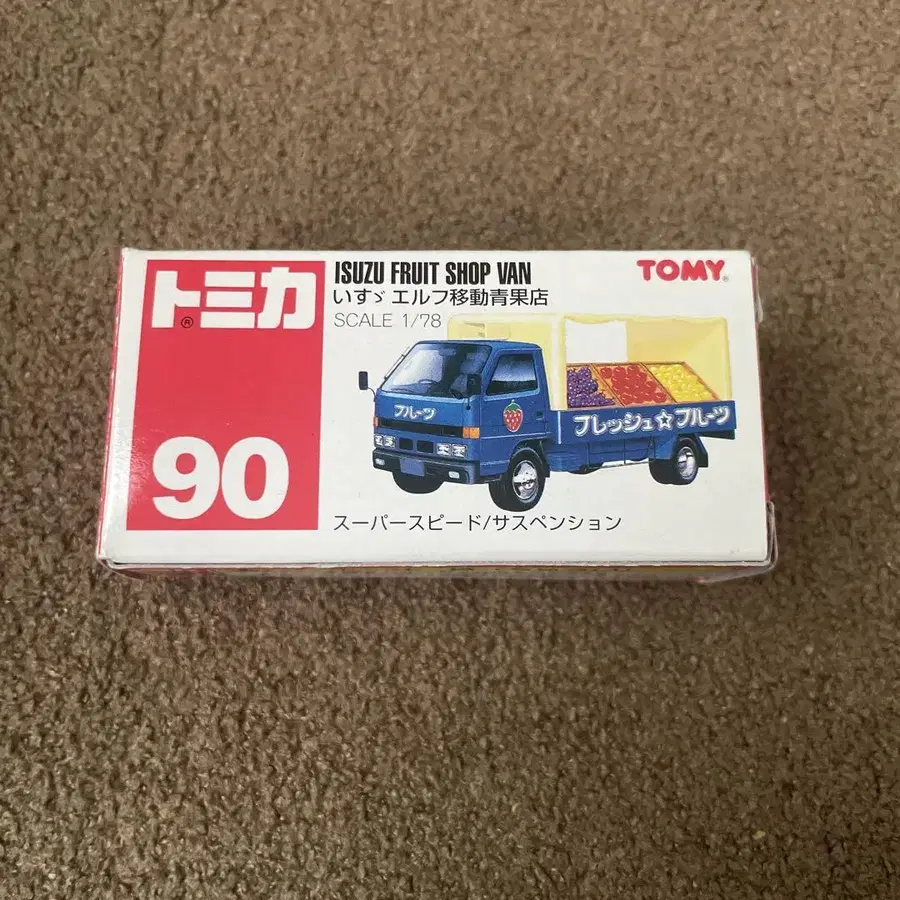 トミカ®
90
ISUZU FRUIT SHOP VAN
いすゞ エルフ移動青果店
SCALE 1/78
TOMY®
フルーツ
フレッシュ☆フルーツ
スーパースピード/サスペンション